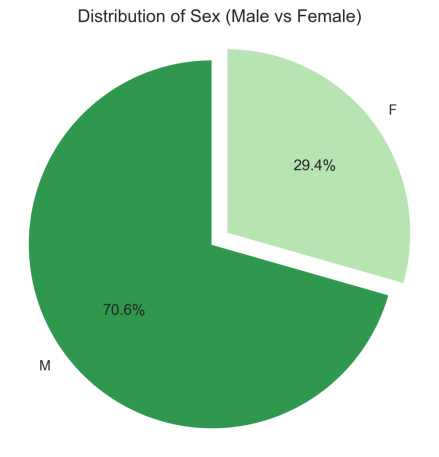 Distribution of Sex (Male vs Female)
F
29.4%
70.6%
M